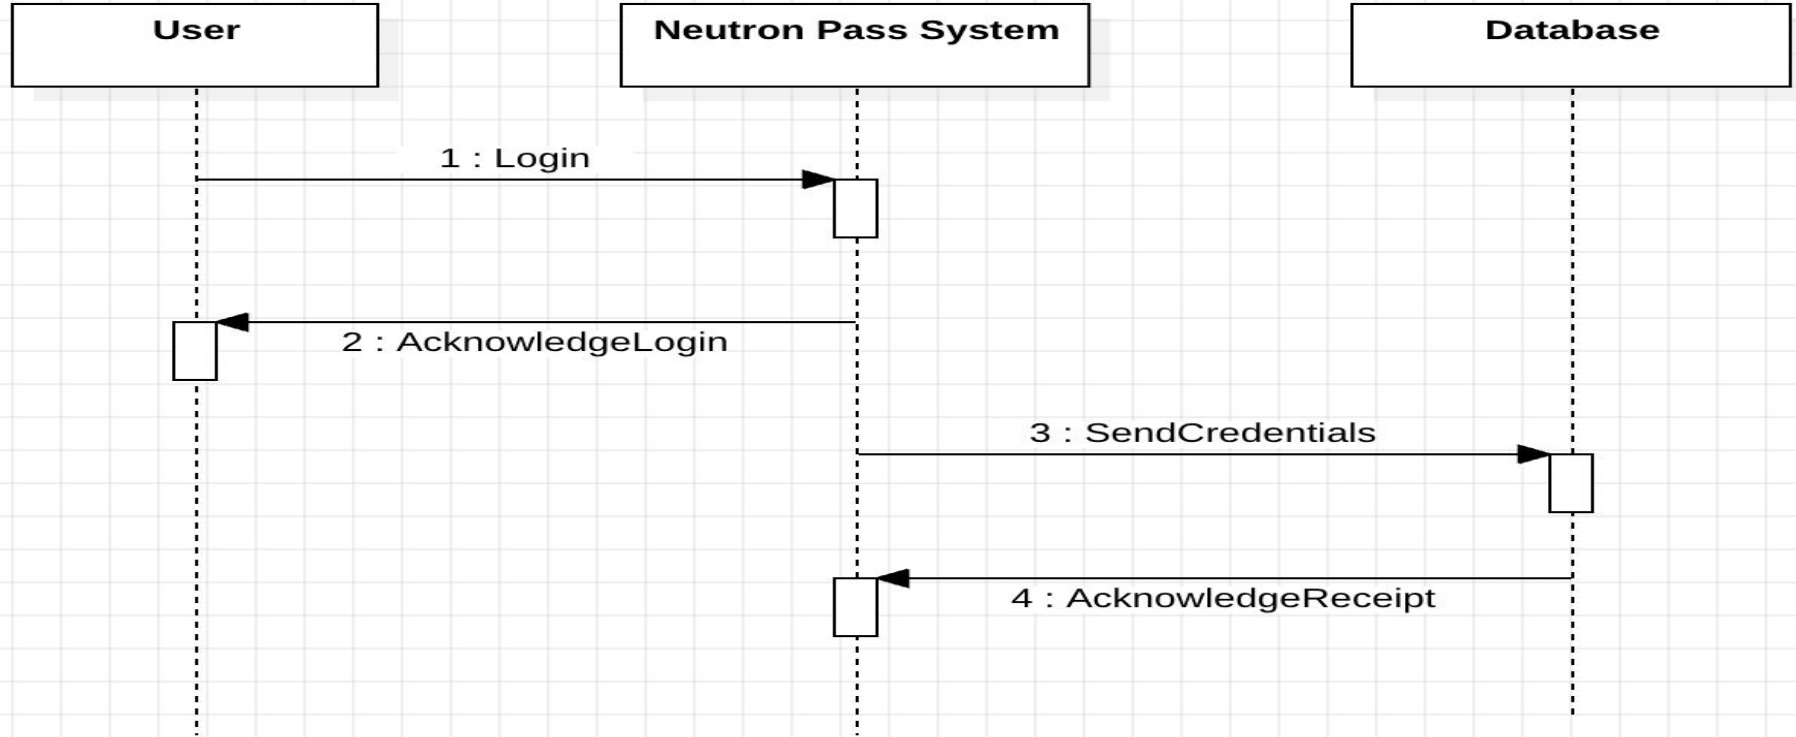 User
Neutron Pass System
Database
1 : Login
2 : AcknowledgeLogin
3 : SendCredentials
4 : AcknowledgeReceipt